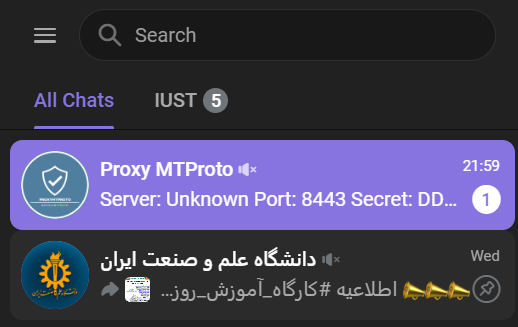 Search
All Chats IUST 5
Proxy MTProto 21:59
Server: Unknown Port: 8443 Secret: DD... 1
دانشگاه علم و صنعت ایران Wed
اطلاعیه #کارگاه_آموزش_روز...